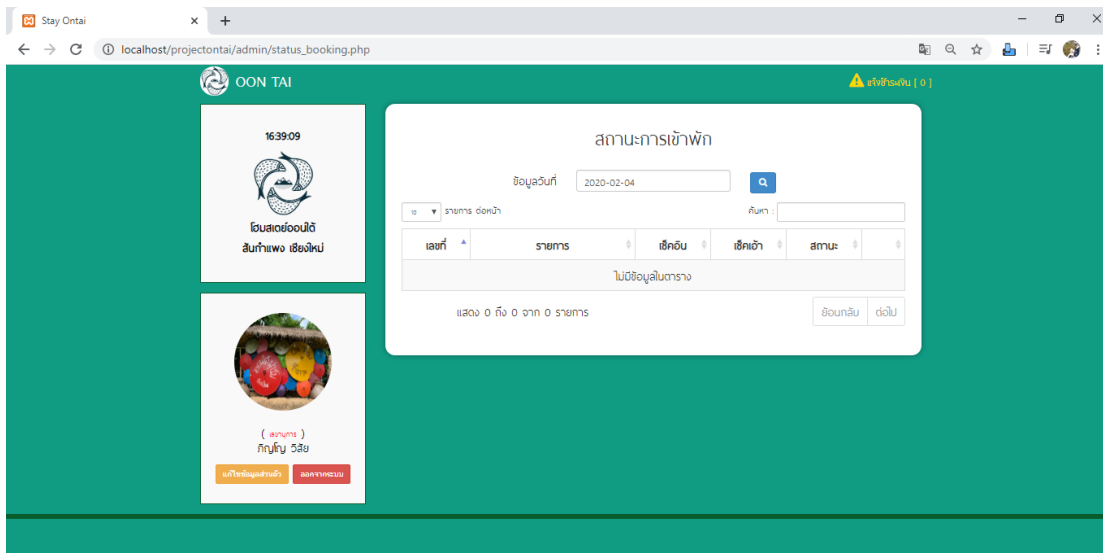 Stay Ontai
localhost/projectontai/admin/status_booking.php
OON TAI
แจ้งชำระเงิน [ 0 ]
16:39:09
โฮมสเตย์ออนใต้
สันกำแพง เชียงใหม่
สถานะการเข้าพัก
ข้อมูลวันที่ 2020-02-04
10 รายการ ต่อหน้า ค้นหา :
เลขที่ รายการ เช็คอิน เช็คเอ้า สถานะ
ไม่มีข้อมูลในตาราง
แสดง 0 ถึง 0 จาก 0 รายการ ย้อนกลับ ต่อไป
( เลขานุการ )
ภิญโญ วิสัย
แก้ไขข้อมูลส่วนตัว ออกจากระบบ